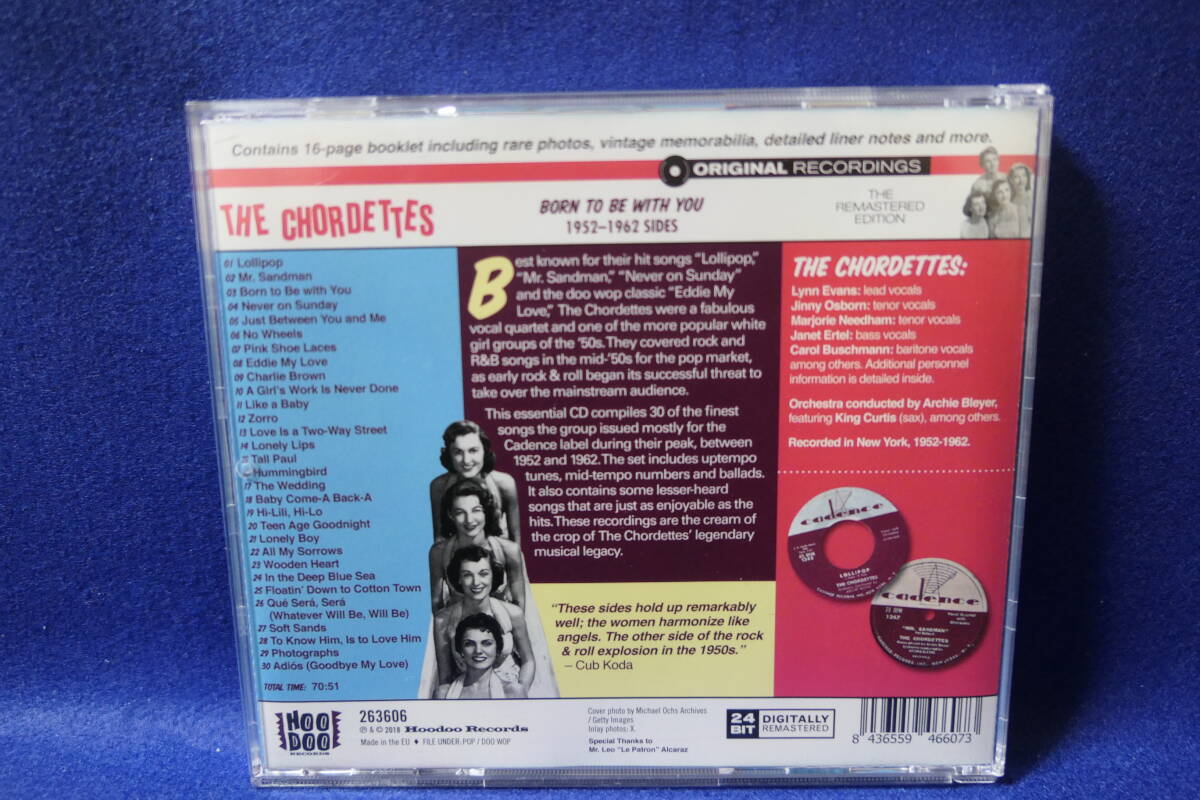 Contains 16-page booklet including rare photos, vintage memorabilia, detailed liner notes and more.
ORIGINAL RECORDINGS
THE CHORDETTES
BORN TO BE WITH YOU
1952–1962 SIDES
THE
REMASTERED
EDITION
01 Lollipop
02 Mr. Sandman
03 Born to Be with You
04 Never on Sunday
05 Just Between You and Me
06 No Wheels
07 Pink Shoe Laces
08 Eddie My Love
09 Charlie Brown
10 A Girl's Work Is Never Done
11 Like a Baby
12 Zorro
13 Love Is a Two-Way Street
14 Lonely Lips
15 Tall Paul
Hummingbird
17 The Wedding
18 Baby Come-A Back-A
19 Hi-Lili, Hi-Lo
20 Teen Age Goodnight
21 Lonely Boy
22 All My Sorrows
23 Wooden Heart
24 In the Deep Blue Sea
25 Floatin' Down to Cotton Town
26 Qué Será, Será
(Whatever Will Be, Will Be)
27 Soft Sands
28 To Know Him, Is to Love Him
29 Photographs
30 Adiós (Goodbye My Love)
TOTAL TIME: 70:51
Best known for their hit songs "Lollipop,"
"Mr. Sandman," "Never on Sunday"
and the doo wop classic "Eddie My
Love," The Chordettes were a fabulous
vocal quartet and one of the more popular white
girl groups of the '50s. They covered rock and
R&B songs in the mid-'50s for the pop market,
as early rock & roll began its successful threat to
take over the mainstream audience.
This essential CD compiles 30 of the finest
songs the group issued mostly for the
Cadence label during their peak, between
1952 and 1962. The set includes uptempo
tunes, mid-tempo numbers and ballads.
It also contains some lesser-heard
songs that are just as enjoyable as the
hits. These recordings are the cream of
the crop of The Chordettes' legendary
musical legacy.
"These sides hold up remarkably
well; the women harmonize like
angels. The other side of the rock
& roll explosion in the 1950s."
– Cub Koda
THE CHORDETTES:
Lynn Evans: lead vocals
Jinny Osborn: tenor vocals
Marjorie Needham: tenor vocals
Janet Ertel: bass vocals
Carol Buschmann: baritone vocals
among others. Additional personnel
information is detailed inside.
Orchestra conducted by Archie Bleyer,
featuring King Curtis (sax), among others.
Recorded in New York, 1952-1962.
cadence
LOLLIPOP
THE CHORDETTES
cadence
1247
"MR. SANDMAN"
THE CHORDETTES
HOO
DOO
RECORDS
263606
℗ & © 2018 Hoodoo Records
Made in the EU ♦ FILE UNDER: POP / DOO WOP
Cover photo by Michael Ochs Archives
/ Getty Images
Inlay photos: X.
Special Thanks to
Mr. Leo "Le Patron" Alcaraz
24
BIT
DIGITALLY
REMASTERED
8 436559 466073